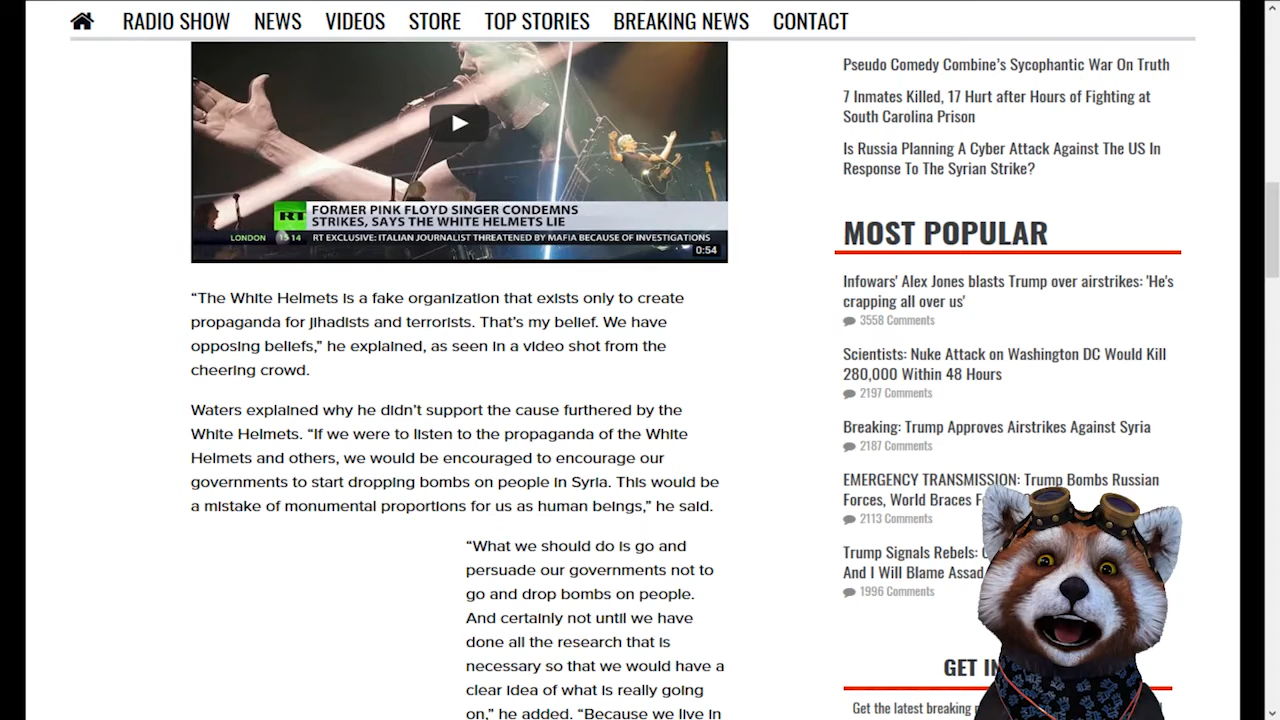 RADIO SHOW NEWS VIDEOS STORE TOP STORIES BREAKING NEWS CONTACT
RT FORMER PINK FLOYD SINGER CONDEMNS
STRIKES, SAYS THE WHITE HELMETS LIE
LONDON 15:14 RT EXCLUSIVE: ITALIAN JOURNALIST THREATENED BY MAFIA BECAUSE OF INVESTIGATIONS
0:54
“The White Helmets is a fake organization that exists only to create
propaganda for jihadists and terrorists. That’s my belief. We have
opposing beliefs,” he explained, as seen in a video shot from the
cheering crowd.
Waters explained why he didn’t support the cause furthered by the
White Helmets. “If we were to listen to the propaganda of the White
Helmets and others, we would be encouraged to encourage our
governments to start dropping bombs on people in Syria. This would be
a mistake of monumental proportions for us as human beings,” he said.
“What we should do is go and
persuade our governments not to
go and drop bombs on people.
And certainly not until we have
done all the research that is
necessary so that we would have a
clear idea of what is really going
on,” he added. “Because we live in
Pseudo Comedy Combine’s Sycophantic War On Truth
7 Inmates Killed, 17 Hurt after Hours of Fighting at
South Carolina Prison
Is Russia Planning A Cyber Attack Against The US In
Response To The Syrian Strike?
MOST POPULAR
Infowars' Alex Jones blasts Trump over airstrikes: 'He's
crapping all over us'
3558 Comments
Scientists: Nuke Attack on Washington DC Would Kill
280,000 Within 48 Hours
2197 Comments
Breaking: Trump Approves Airstrikes Against Syria
2187 Comments
EMERGENCY TRANSMISSION: Trump Bombs Russian
Forces, World Braces
2113 Comments
Trump Signals Rebels:
And I Will Blame Assad
1996 Comments
GET
Get the latest breaking